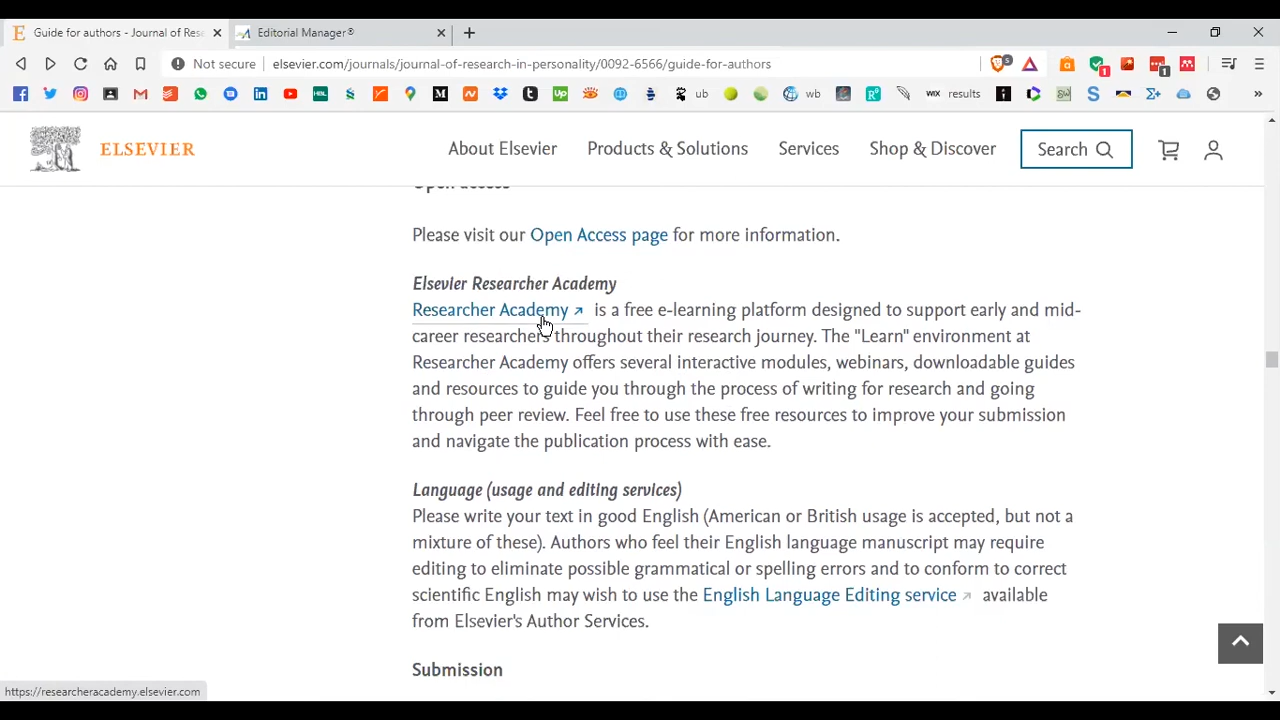 Guide for authors - Journal of Rese
Editorial Manager®
Not secure
elsevier.com/journals/journal-of-research-in-personality/0092-6566/guide-for-authors
ub
wb
WIX results
ELSEVIER
About Elsevier
Products & Solutions
Services
Shop & Discover
Search
Open access
Please visit our Open Access page for more information.
Elsevier Researcher Academy
Researcher Academy ↗ is a free e-learning platform designed to support early and mid-
career researchers throughout their research journey. The "Learn" environment at
Researcher Academy offers several interactive modules, webinars, downloadable guides
and resources to guide you through the process of writing for research and going
through peer review. Feel free to use these free resources to improve your submission
and navigate the publication process with ease.
Language (usage and editing services)
Please write your text in good English (American or British usage is accepted, but not a
mixture of these). Authors who feel their English language manuscript may require
editing to eliminate possible grammatical or spelling errors and to conform to correct
scientific English may wish to use the English Language Editing service ↗ available
from Elsevier's Author Services.
Submission
https://researcheracademy.elsevier.com